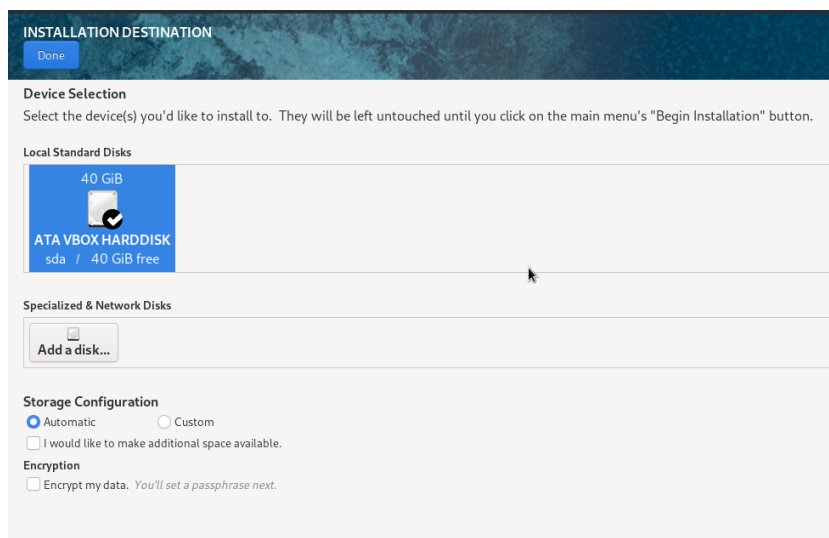 INSTALLATION DESTINATION
Done
Device Selection
Select the device(s) you'd like to install to.  They will be left untouched until you click on the main menu's "Begin Installation" button.
Local Standard Disks
40 GiB
ATA VBOX HARDDISK
sda  /  40 GiB free
Specialized & Network Disks
Add a disk...
Storage Configuration
Automatic
Custom
I would like to make additional space available.
Encryption
Encrypt my data. You'll set a passphrase next.